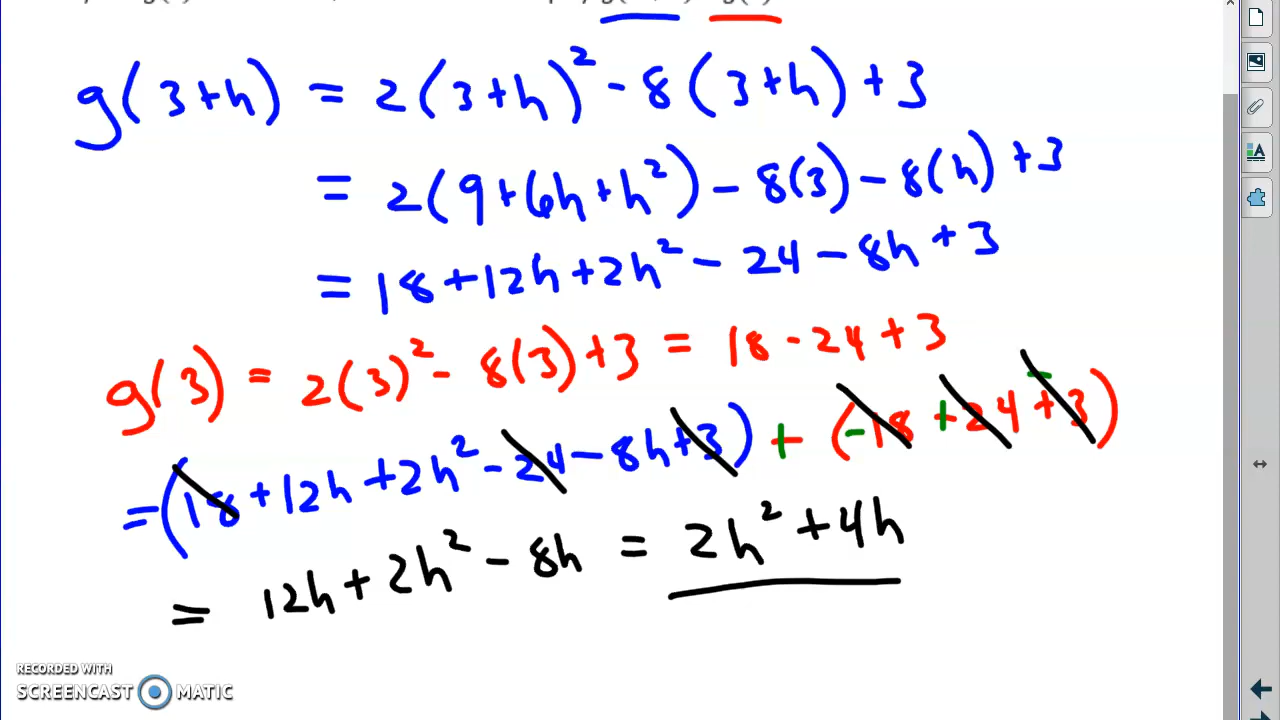 g(3+h) = 2(3+h)² - 8(3+h) + 3
= 2(9+6h+h²) - 8(3) - 8(h) + 3
= 18+12h+2h² - 24 - 8h + 3
g(3) = 2(3)² - 8(3)+3 = 18-24+3
=(18+12h+2h²-24-8h+3) + (-18+24+3)
= 12h+2h²-8h = 2h²+4h
RECORDED WITH
SCREENCAST MATIC